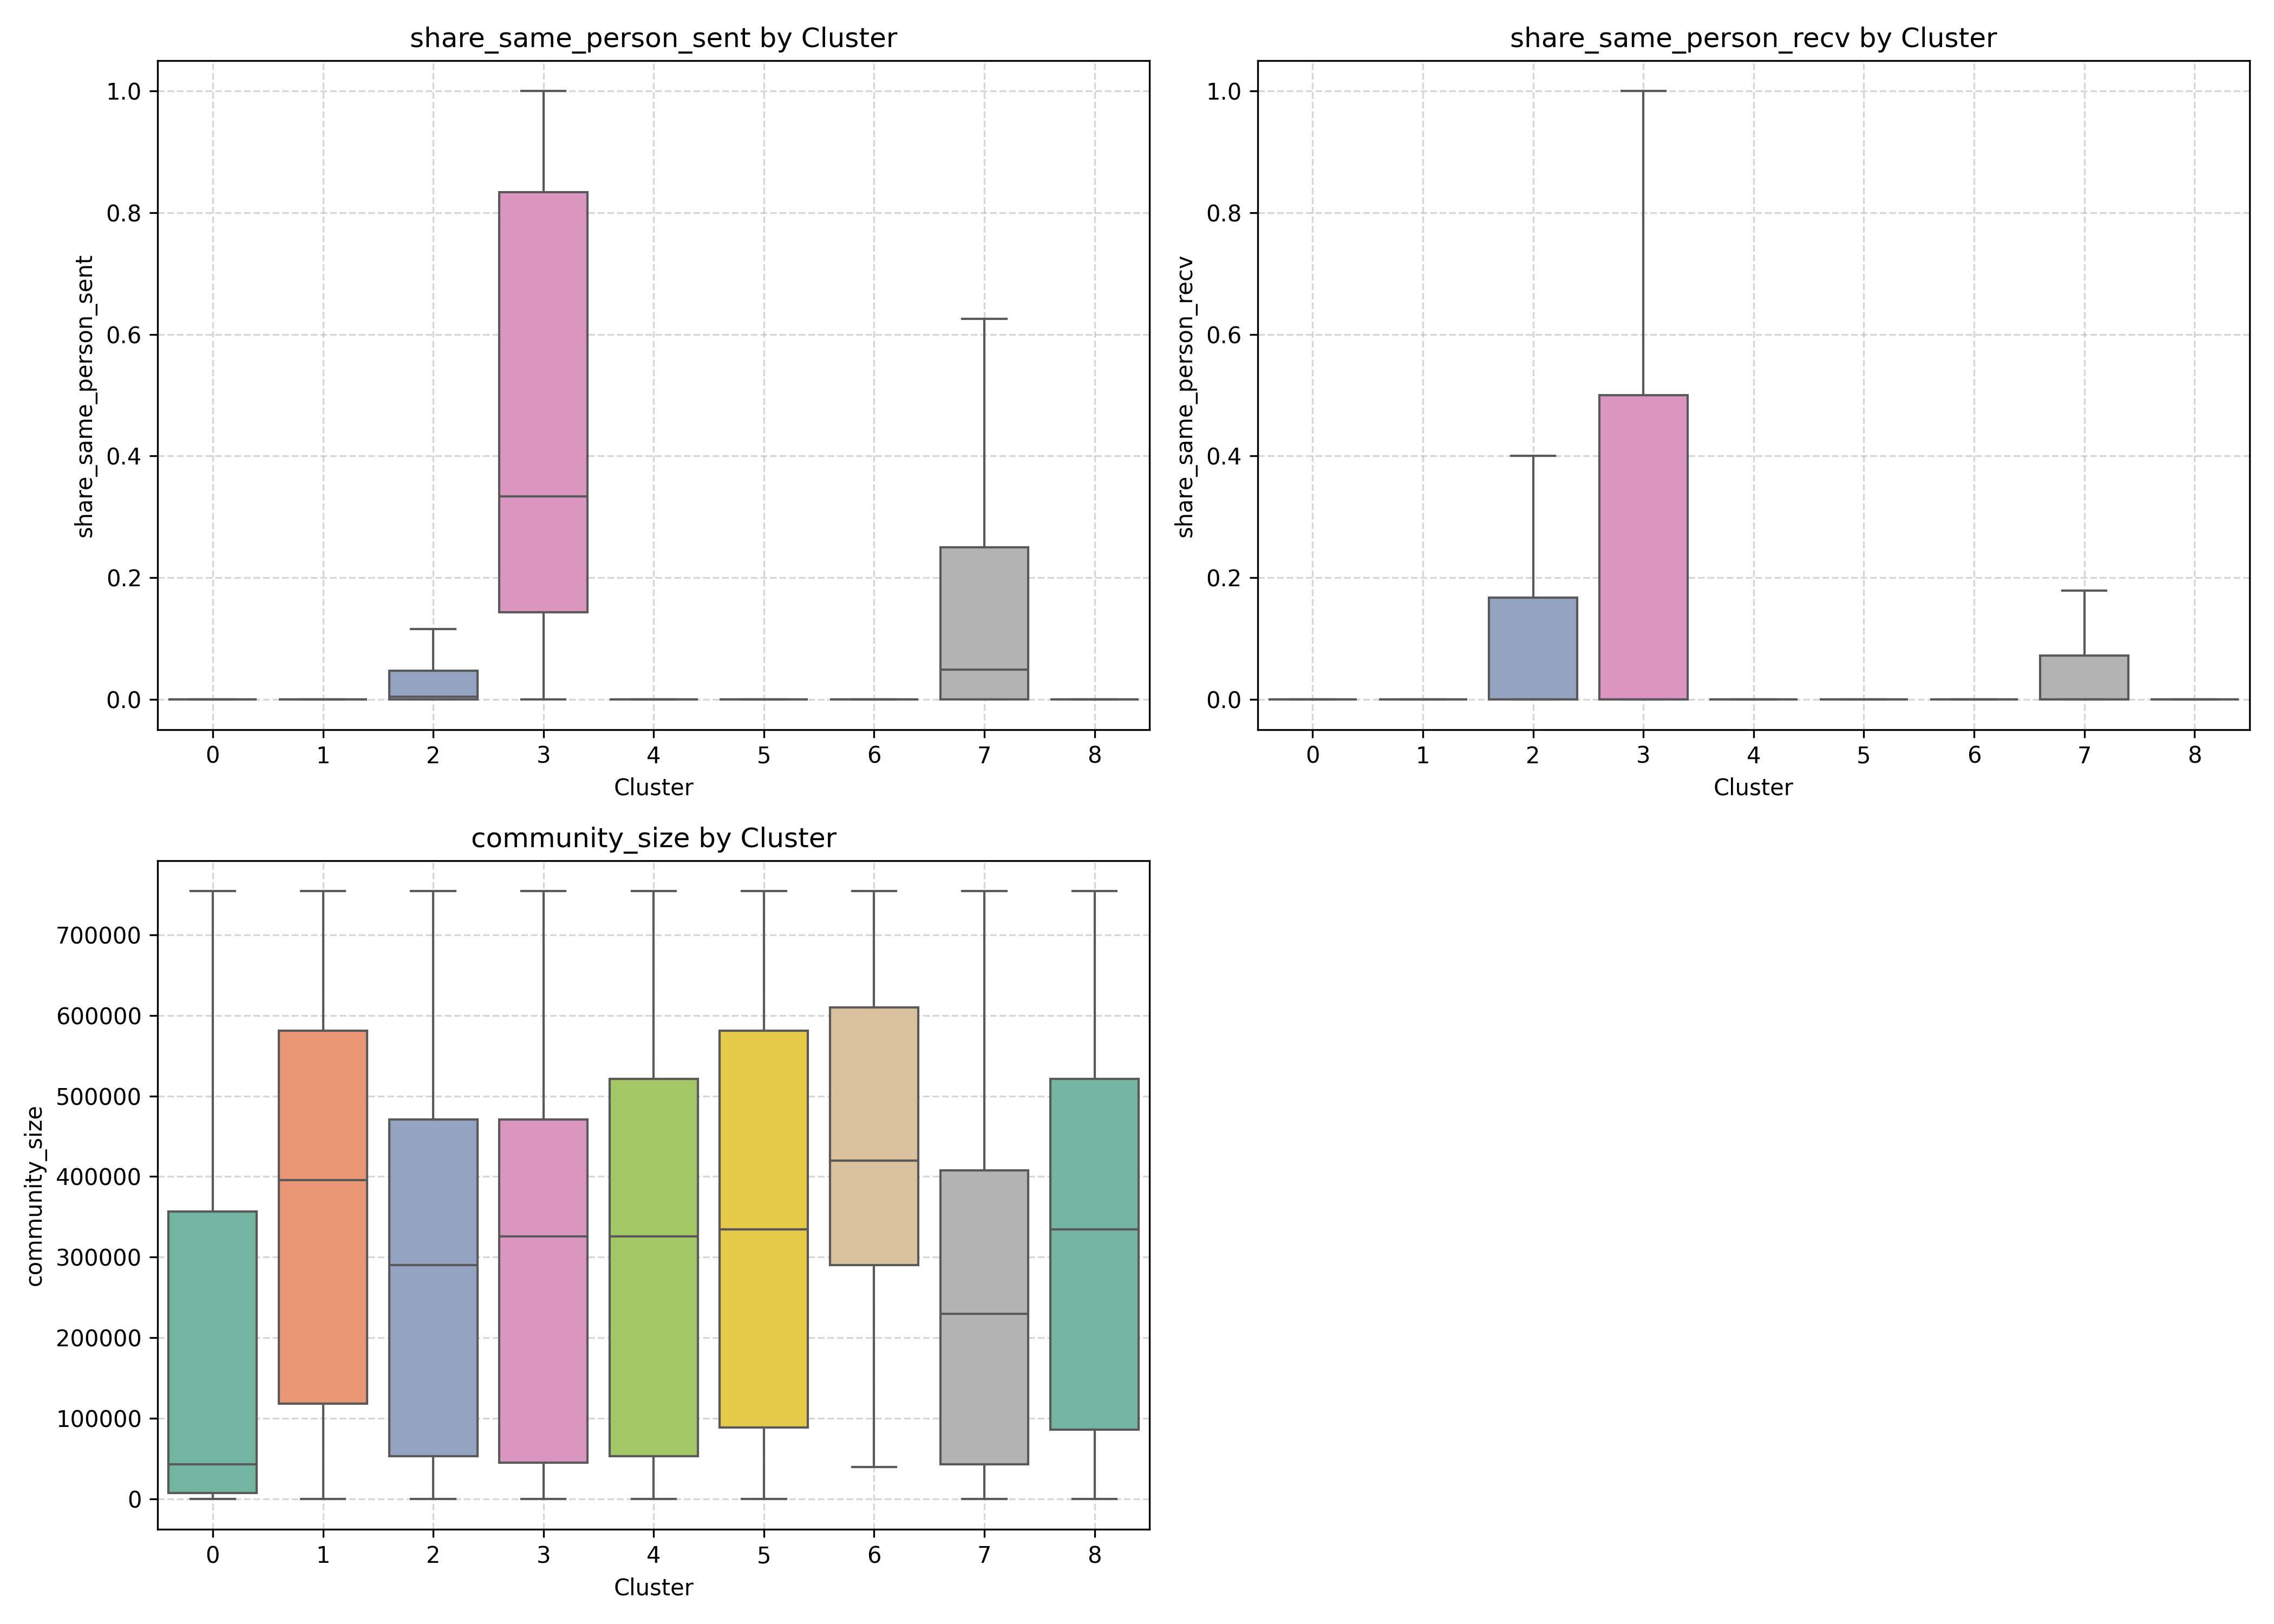 share_same_person_sent by Cluster
share_same_person_sent
1.0
0.8
0.6
0.4
0.2
0.0
0 1 2 3 4 5 6 7 8
Cluster
share_same_person_recv by Cluster
share_same_person_recv
1.0
0.8
0.6
0.4
0.2
0.0
0 1 2 3 4 5 6 7 8
Cluster
community_size by Cluster
community_size
700000
600000
500000
400000
300000
200000
100000
0
0 1 2 3 4 5 6 7 8
Cluster